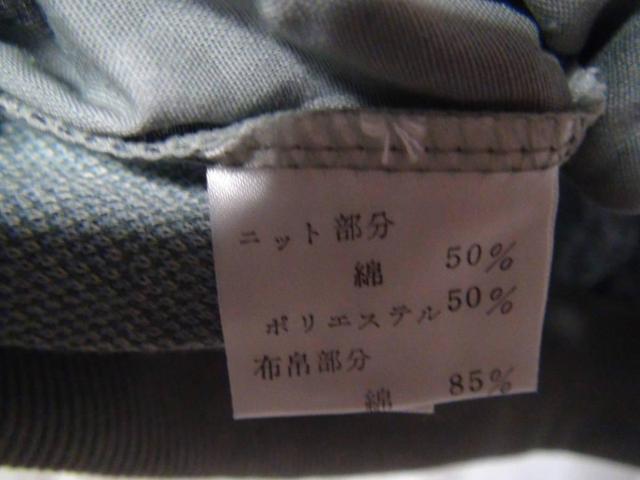 ニット部分
綿 50%
ポリエステル 50%
布帛部分
綿 85%